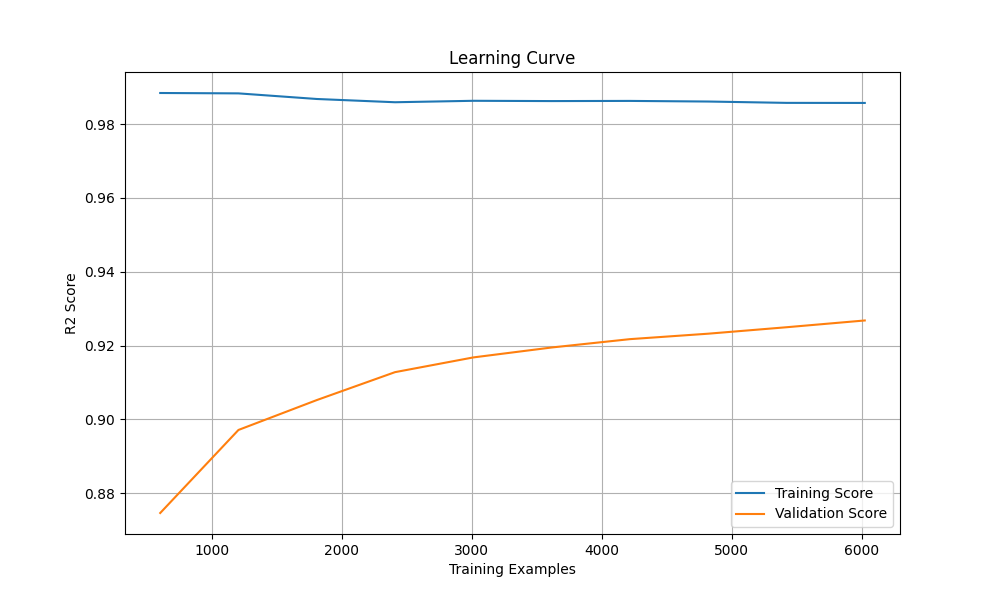 Learning Curve
R2 Score
0.98
0.96
0.94
0.92
0.90
0.88
1000 2000 3000 4000 5000 6000
Training Examples
Training Score
Validation Score